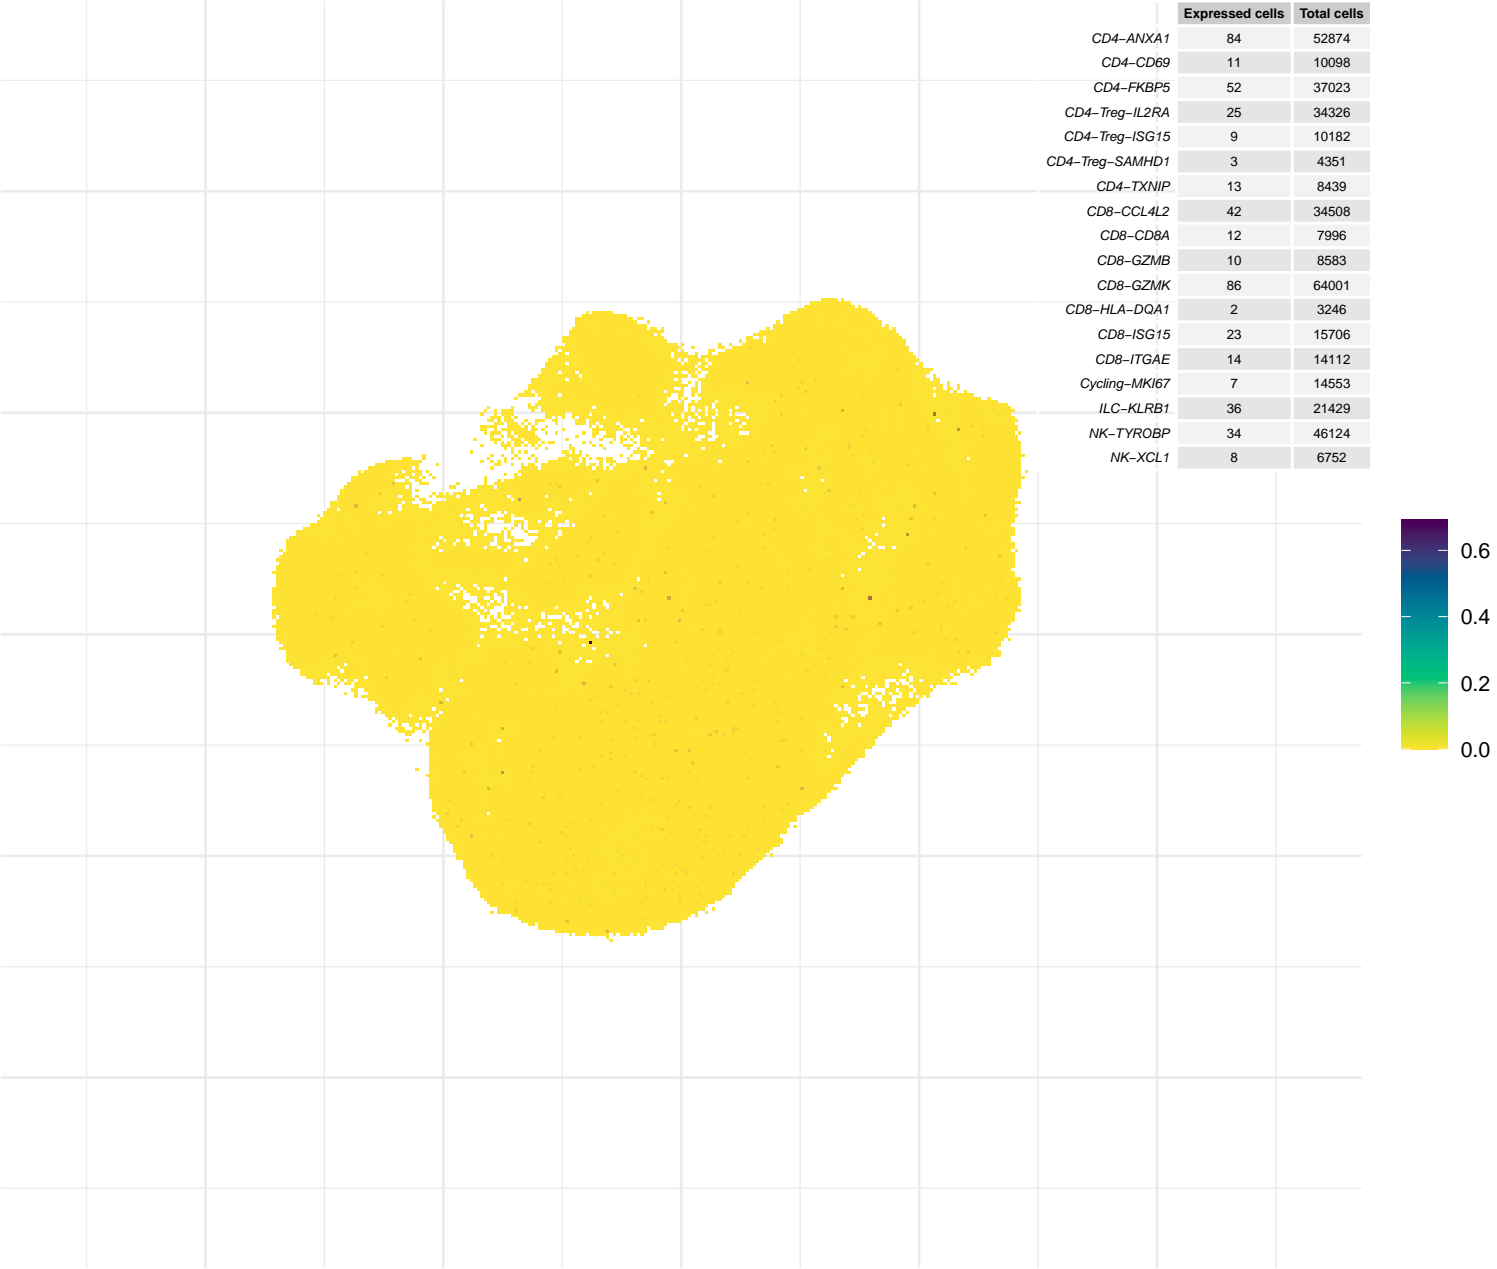 Expressed cells Total cells
CD4−ANXA1 84 52874
CD4−CD69 11 10098
CD4−FKBP5 52 37023
CD4−Treg−IL2RA 25 34326
CD4−Treg−ISG15 9 10182
CD4−Treg−SAMHD1 3 4351
CD4−TXNIP 13 8439
CD8−CCL4L2 42 34508
CD8−CD8A 12 7996
CD8−GZMB 10 8583
CD8−GZMK 86 64001
CD8−HLA−DQA1 2 3246
CD8−ISG15 23 15706
CD8−ITGAE 14 14112
Cycling−MKI67 7 14553
ILC−KLRB1 36 21429
NK−TYROBP 34 46124
NK−XCL1 8 6752
0.6
0.4
0.2
0.0